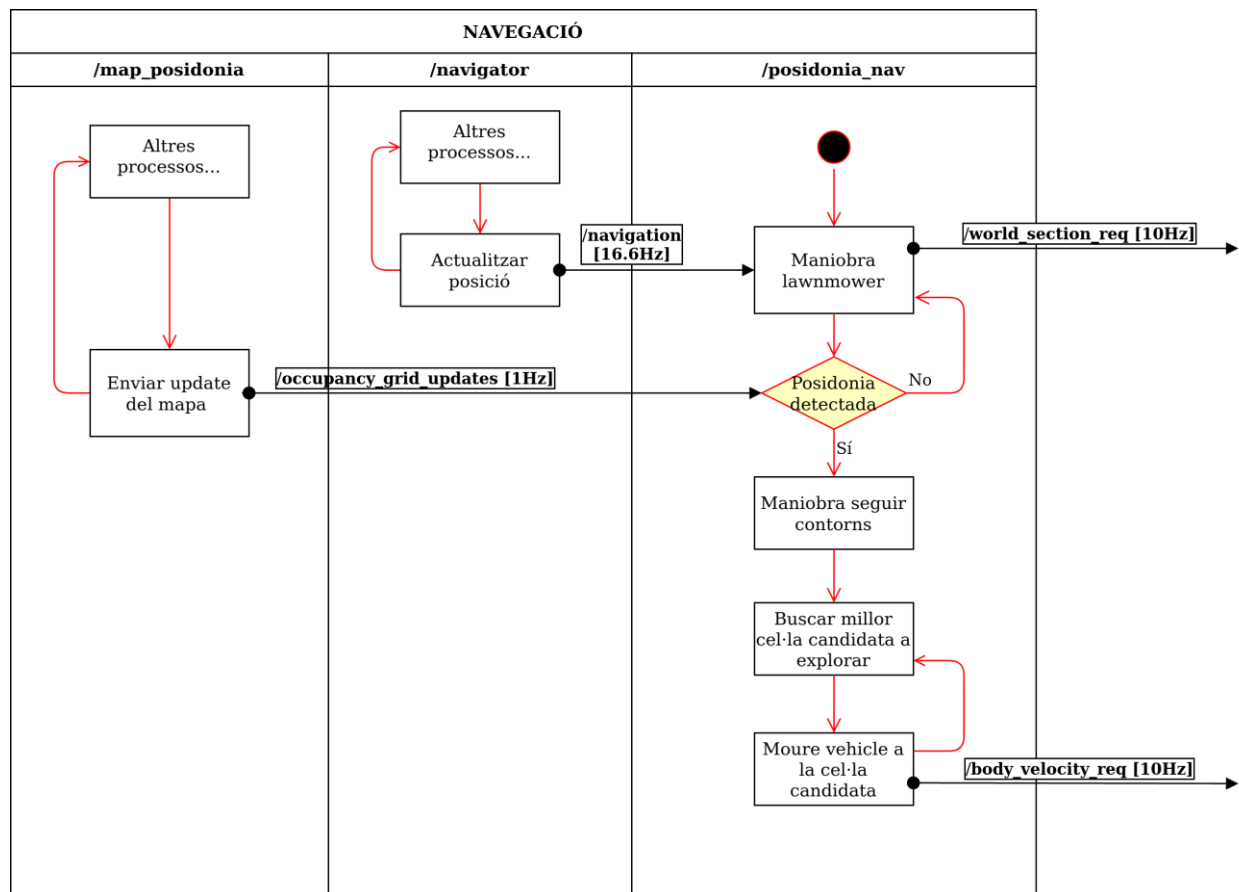 NAVEGACIÓ
/map_posidonia
/navigator
/posidonia_nav
Altres
processos...
Altres
processos...
Actualitzar
posició
/navigation
[16.6Hz]
Maniobra
lawnmower
/world_section_req [10Hz]
Enviar update
del mapa
/occupancy_grid_updates [1Hz]
Posidonia
detectada
No
Sí
Maniobra seguir
contorns
Buscar millor
cel·la candidata a
explorar
Moure vehicle a
la cel·la
candidata
/body_velocity_req [10Hz]